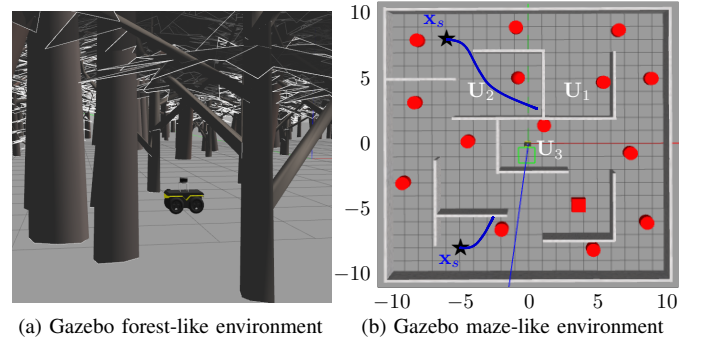 10
5
0
−5
−10
−10
−5
0
5
10
x_s
U_2
U_1
U_3
x_s
(a) Gazebo forest-like environment
(b) Gazebo maze-like environment